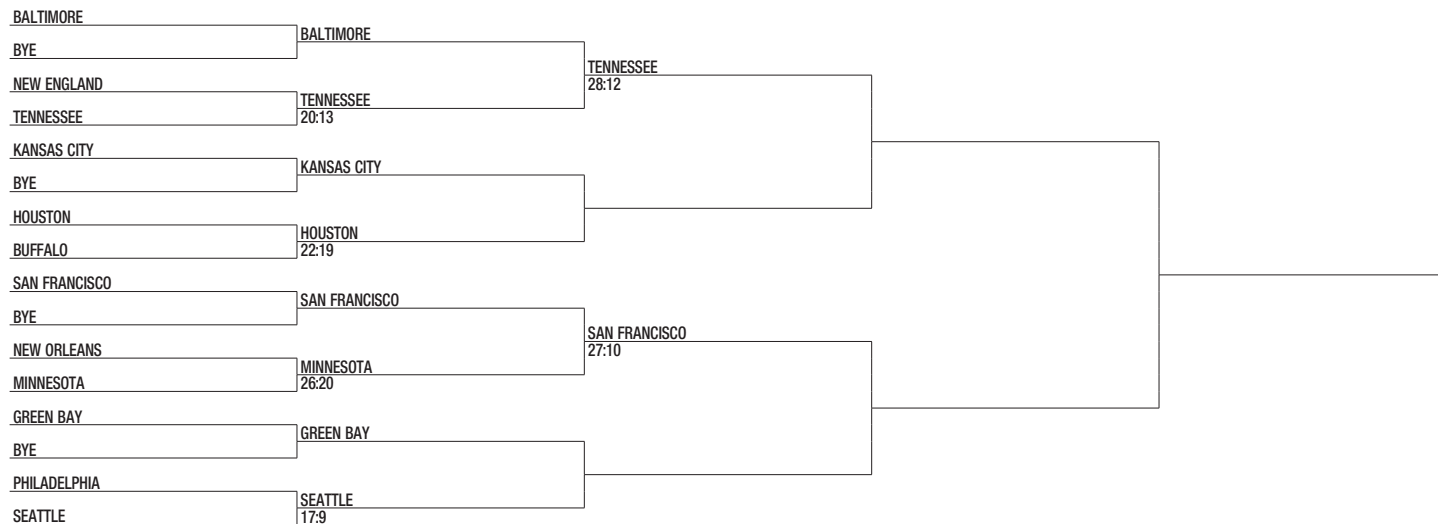 BALTIMORE
BYE
NEW ENGLAND
TENNESSEE
KANSAS CITY
BYE
HOUSTON
BUFFALO
SAN FRANCISCO
BYE
NEW ORLEANS
MINNESOTA
GREEN BAY
BYE
PHILADELPHIA
SEATTLE
BALTIMORE
TENNESSEE
20:13
KANSAS CITY
HOUSTON
22:19
SAN FRANCISCO
MINNESOTA
26:20
GREEN BAY
SEATTLE
17:9
TENNESSEE
28:12
SAN FRANCISCO
27:10